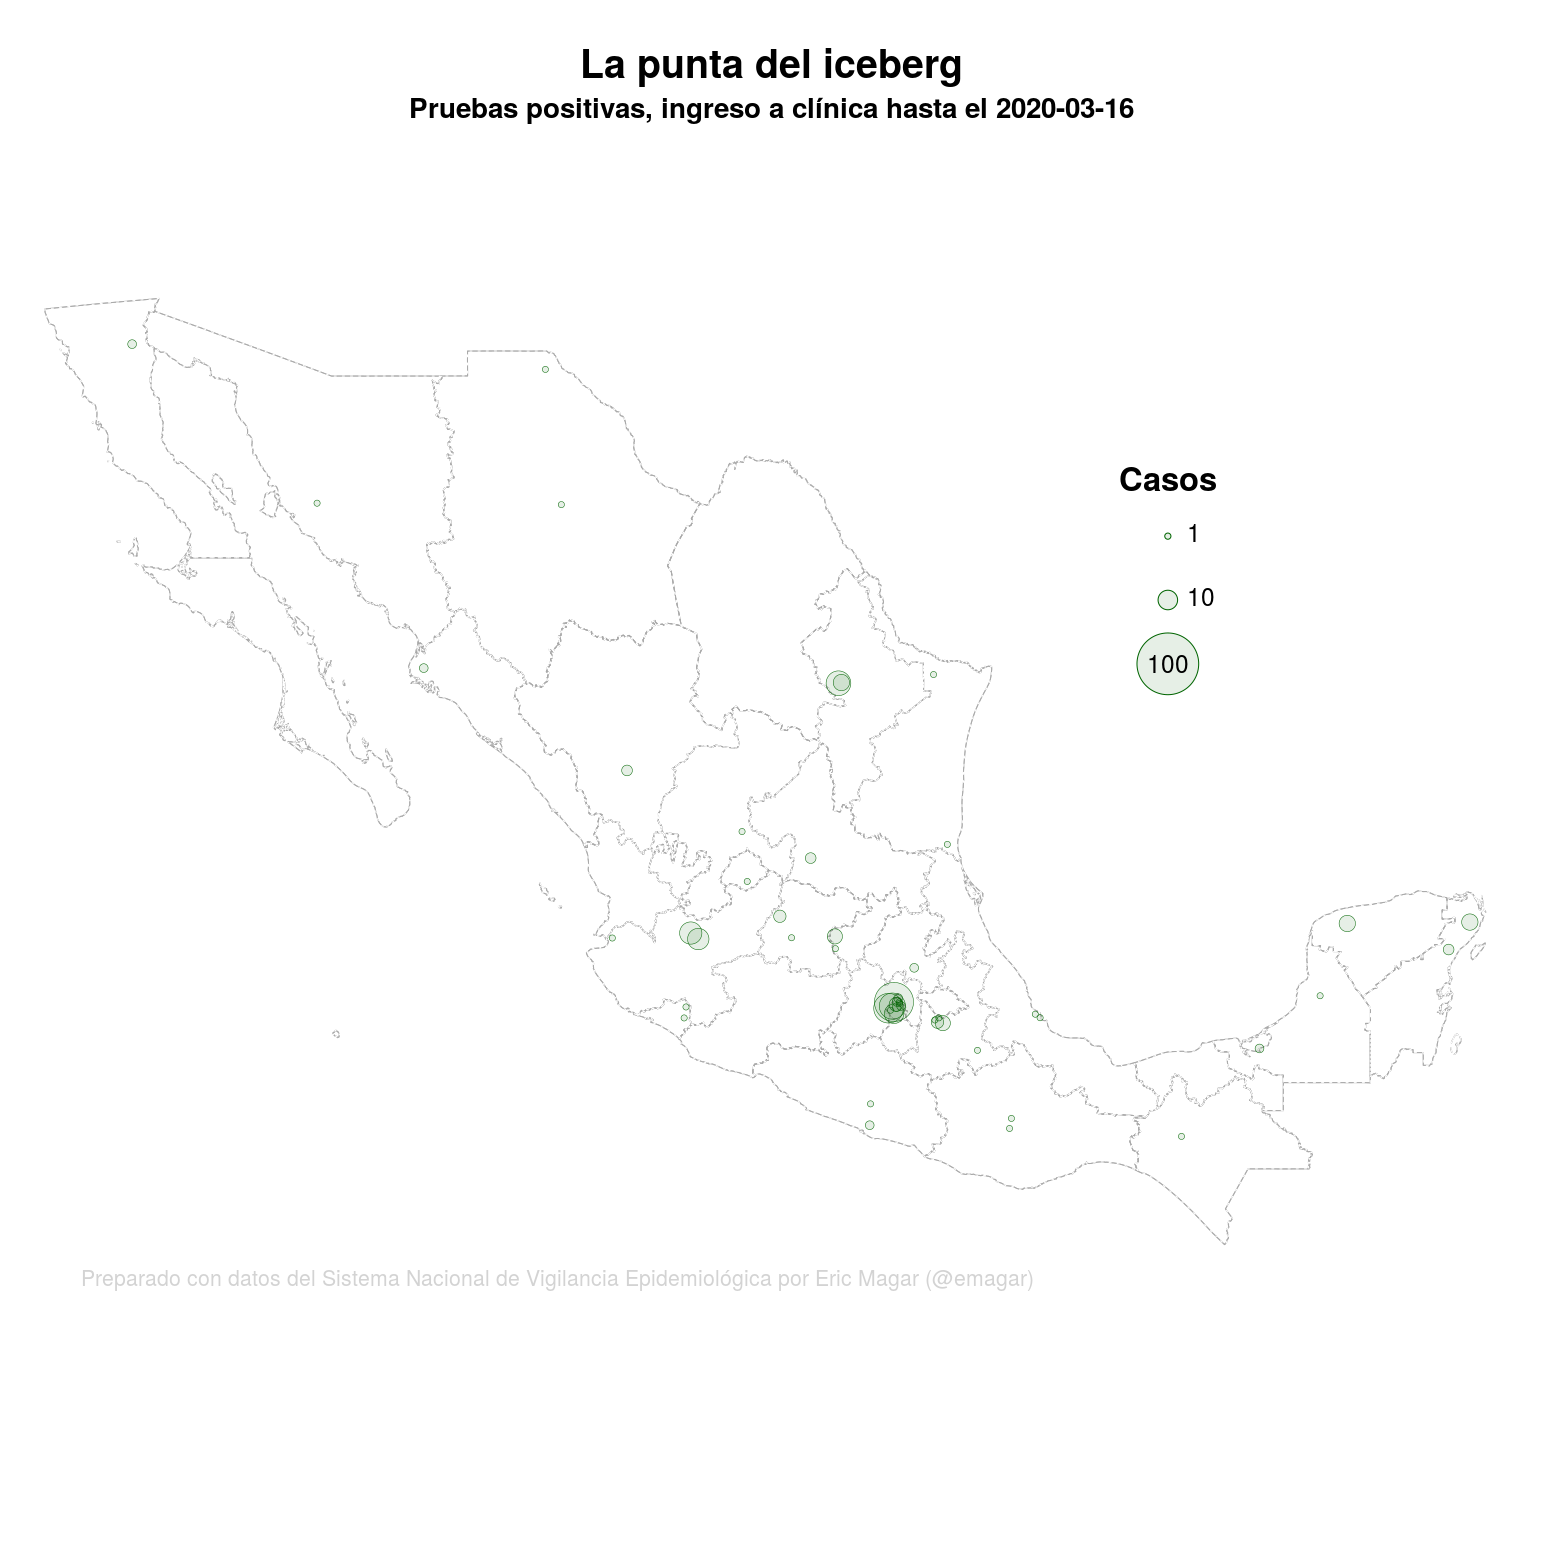 La punta del iceberg
Pruebas positivas, ingreso a clínica hasta el 2020-03-16
Casos
1
10
100
Preparado con datos del Sistema Nacional de Vigilancia Epidemiológica por Eric Magar (@emagar)